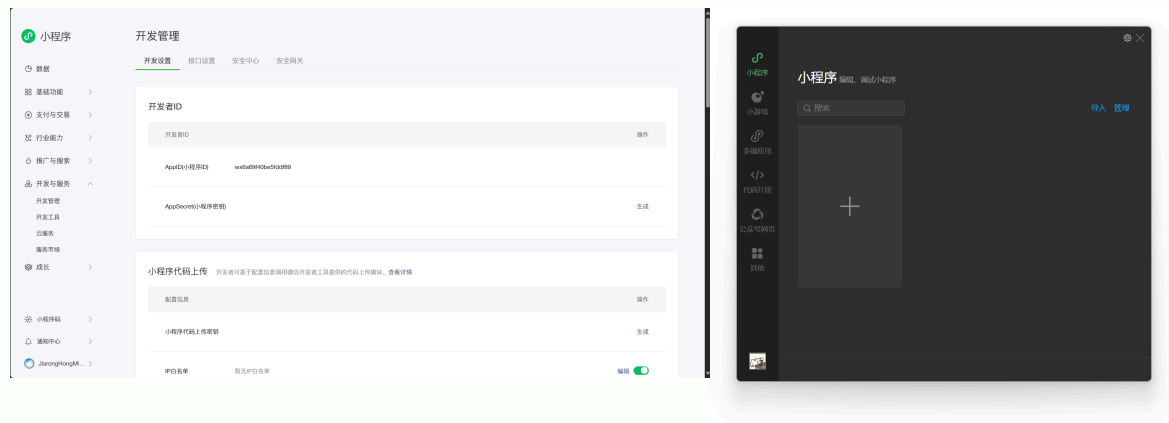 小程序
数据
基础功能
支付与交易
行业能力
推广与搜索
开发与服务
开发管理
开发工具
云服务
服务市场
成长
小程序码
通知中心
JiarongHongMi...
开发管理
开发设置 接口设置 安全中心 安全网关
开发者ID
开发者ID 操作
AppID(小程序ID) wx6a69f40be5fddf89
AppSecret(小程序密钥) 生成
小程序代码上传 开发者可基于配置信息调用微信开发者工具提供的代码上传模块。查看详情
配置信息 操作
小程序代码上传密钥 生成
IP白名单 暂无IP白名单 编辑
小程序
小游戏
多端应用
代码片段
公众号网页
其他
小程序 编辑、调试小程序
搜索 导入 管理